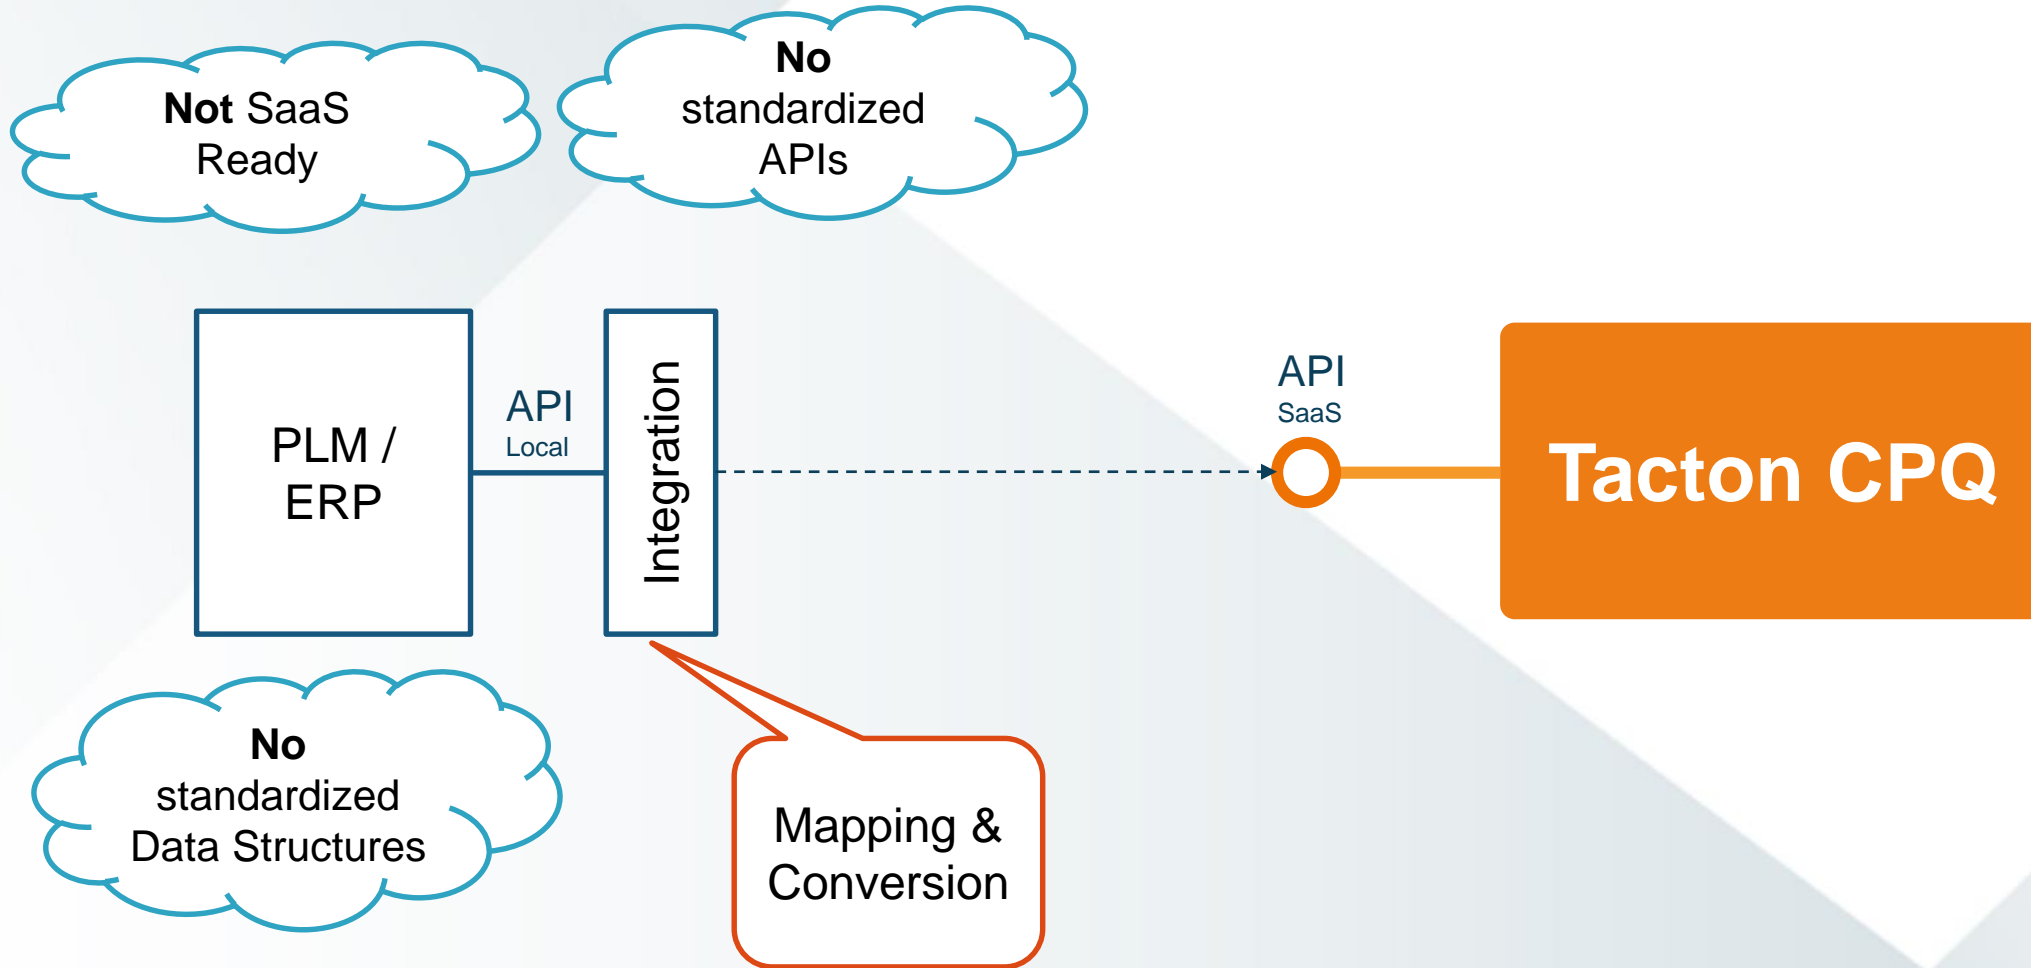 Not SaaS
Ready
No
standardized
APIs
PLM /
ERP
API
Local
Integration
API
SaaS
Tacton CPQ
No
standardized
Data Structures
Mapping &
Conversion